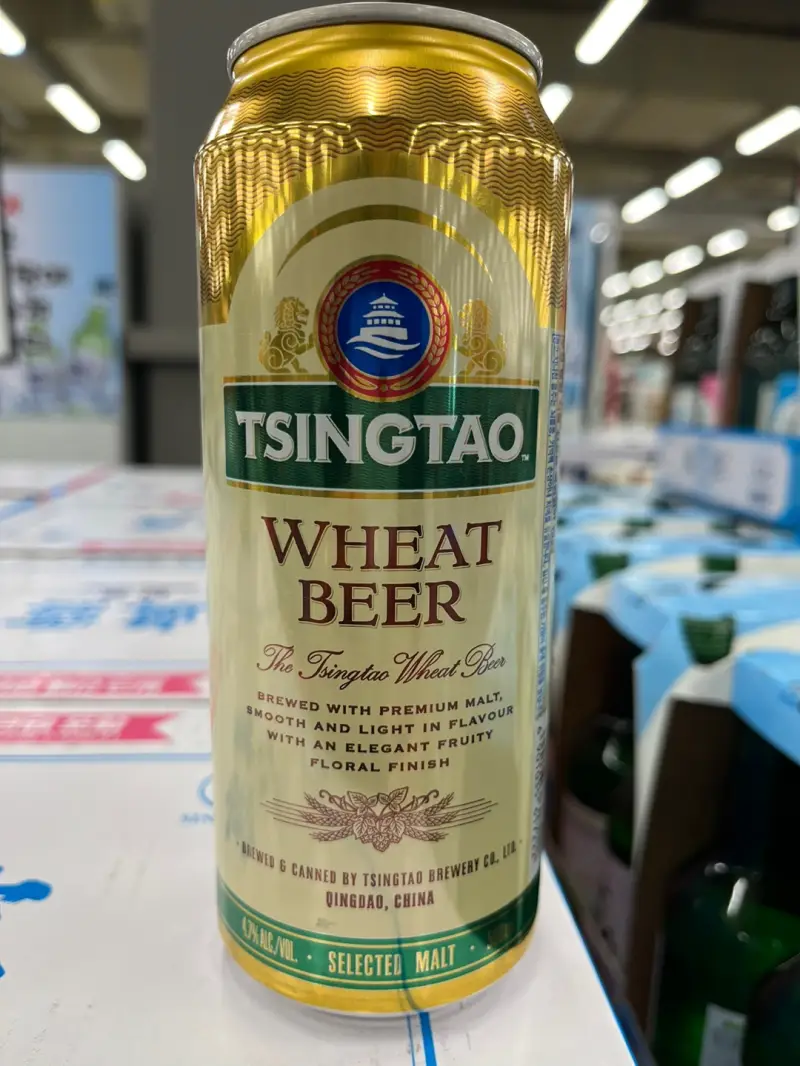 TSINGTAO™
WHEAT
BEER
The Tsingtao Wheat Beer
BREWED WITH PREMIUM MALT,
SMOOTH AND LIGHT IN FLAVOUR
WITH AN ELEGANT FRUITY
FLORAL FINISH
BREWED & CANNED BY TSINGTAO BREWERY CO., LTD.
QINGDAO, CHINA
4.7% ALC./VOL. · SELECTED MALT ·